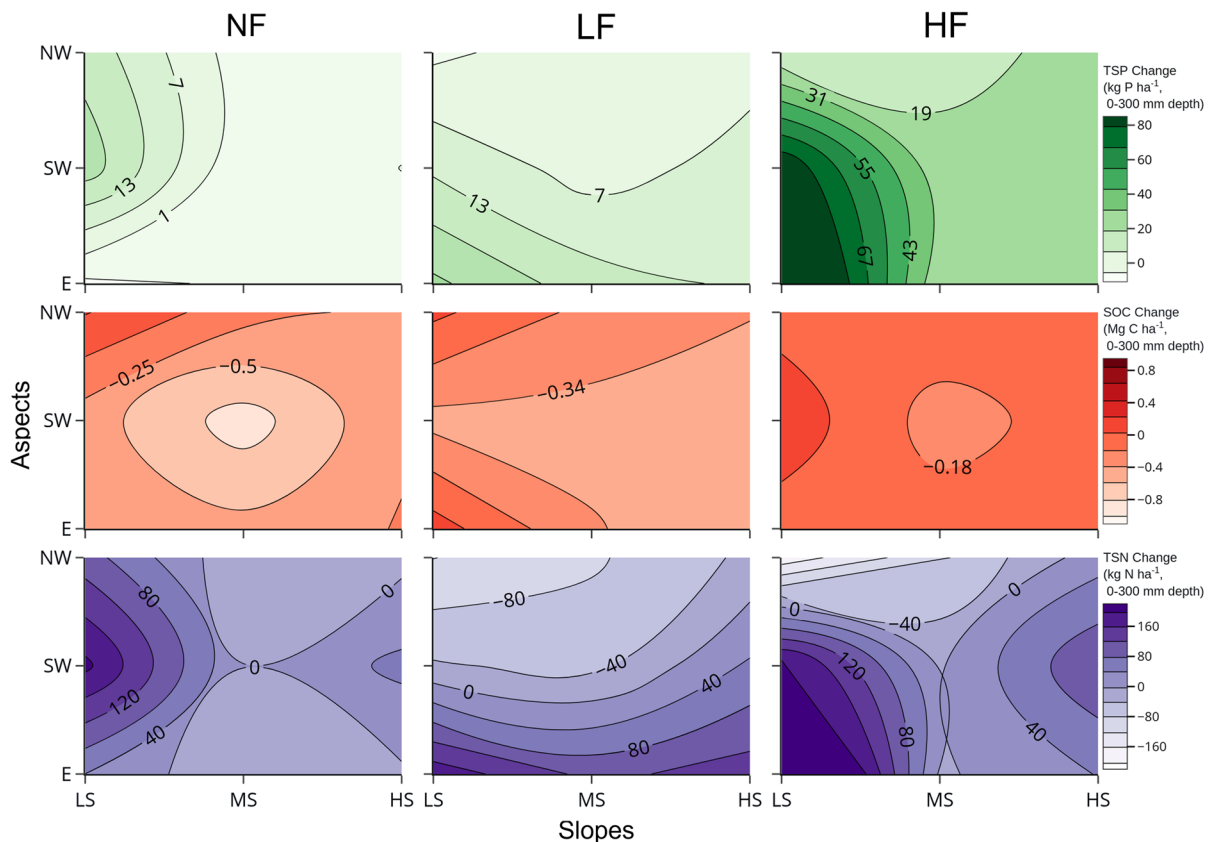 NF LF HF
NW
7
SW
13
1
E
13
7
31
19
55
67
43
TSP Change
(kg P ha-1,
0-300 mm depth)
80
60
40
20
0
Aspects
NW
−0.25
−0.5
SW
E
−0.34
−0.18
SOC Change
(Mg C ha-1,
0-300 mm depth)
0.8
0.4
0
−0.4
−0.8
NW
80
0
SW
0
120
40
E
−80
−40
0
40
80
0
0
−40
120
80
40
TSN Change
(kg N ha-1,
0-300 mm depth)
160
80
0
−80
−160
LS MS HS LS MS HS LS MS HS
Slopes